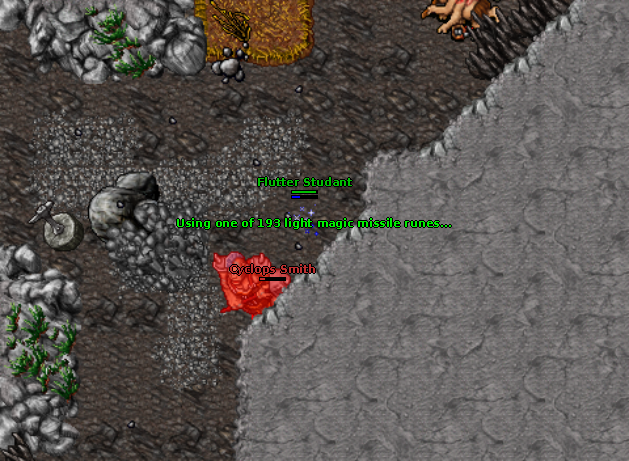 Flutter Studant
Using one of 193 light magic missile runes...
Cyclops Smith